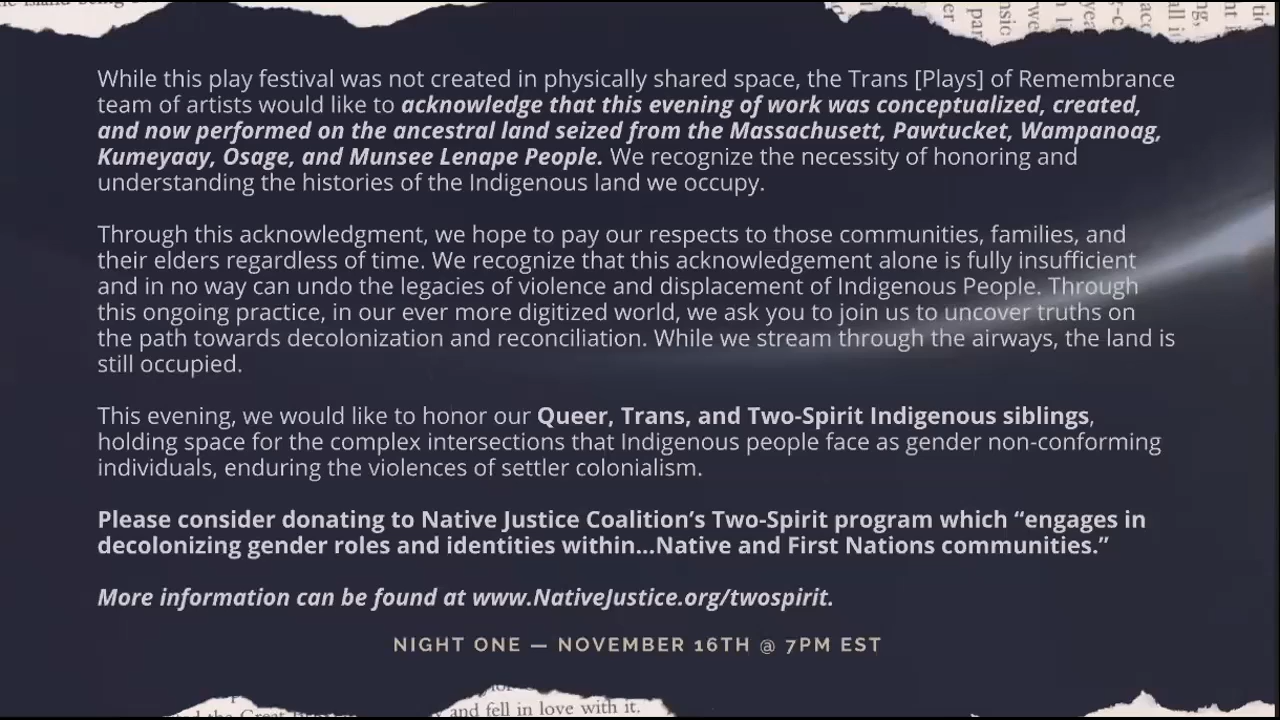 While this play festival was not created in physically shared space, the Trans [Plays] of Remembrance
team of artists would like to acknowledge that this evening of work was conceptualized, created,
and now performed on the ancestral land seized from the Massachusett, Pawtucket, Wampanoag,
Kumeyaay, Osage, and Munsee Lenape People. We recognize the necessity of honoring and
understanding the histories of the Indigenous land we occupy.
Through this acknowledgment, we hope to pay our respects to those communities, families, and
their elders regardless of time. We recognize that this acknowledgement alone is fully insufficient
and in no way can undo the legacies of violence and displacement of Indigenous People. Through
this ongoing practice, in our ever more digitized world, we ask you to join us to uncover truths on
the path towards decolonization and reconciliation. While we stream through the airways, the land is
still occupied.
This evening, we would like to honor our Queer, Trans, and Two-Spirit Indigenous siblings,
holding space for the complex intersections that Indigenous people face as gender non-conforming
individuals, enduring the violences of settler colonialism.
Please consider donating to Native Justice Coalition’s Two-Spirit program which “engages in
decolonizing gender roles and identities within...Native and First Nations communities.”
More information can be found at www.NativeJustice.org/twospirit.
NIGHT ONE — NOVEMBER 16TH @ 7PM EST
and fell in love with it.